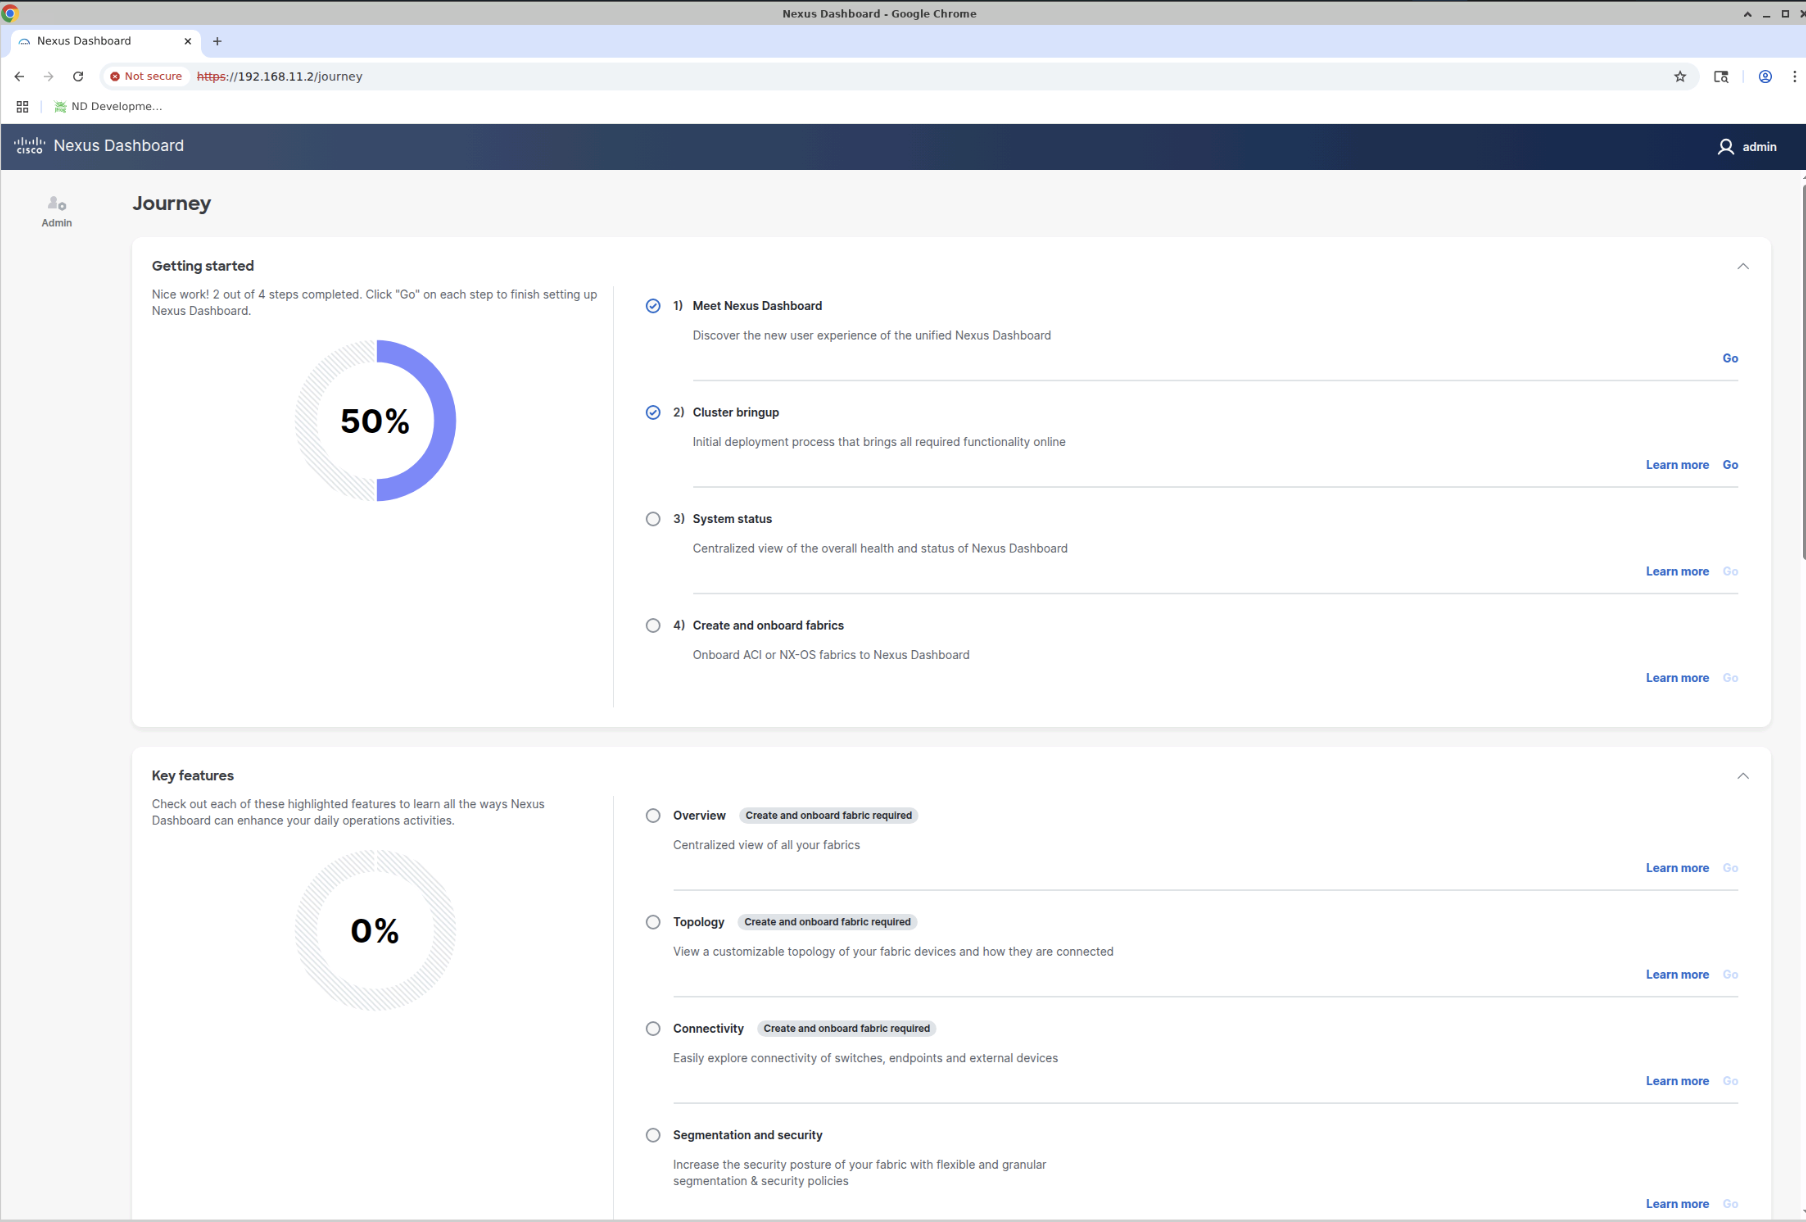 Nexus Dashboard - Google Chrome
Nexus Dashboard
Not secure https://192.168.11.2/journey
ND Developme...
CISCO Nexus Dashboard admin
Admin
Journey
Getting started
Nice work! 2 out of 4 steps completed. Click "Go" on each step to finish setting up
Nexus Dashboard.
50%
1) Meet Nexus Dashboard
Discover the new user experience of the unified Nexus Dashboard
Go
2) Cluster bringup
Initial deployment process that brings all required functionality online
Learn more Go
3) System status
Centralized view of the overall health and status of Nexus Dashboard
Learn more Go
4) Create and onboard fabrics
Onboard ACI or NX-OS fabrics to Nexus Dashboard
Learn more Go
Key features
Check out each of these highlighted features to learn all the ways Nexus
Dashboard can enhance your daily operations activities.
0%
Overview Create and onboard fabric required
Centralized view of all your fabrics
Learn more Go
Topology Create and onboard fabric required
View a customizable topology of your fabric devices and how they are connected
Learn more Go
Connectivity Create and onboard fabric required
Easily explore connectivity of switches, endpoints and external devices
Learn more Go
Segmentation and security
Increase the security posture of your fabric with flexible and granular
segmentation & security policies
Learn more Go